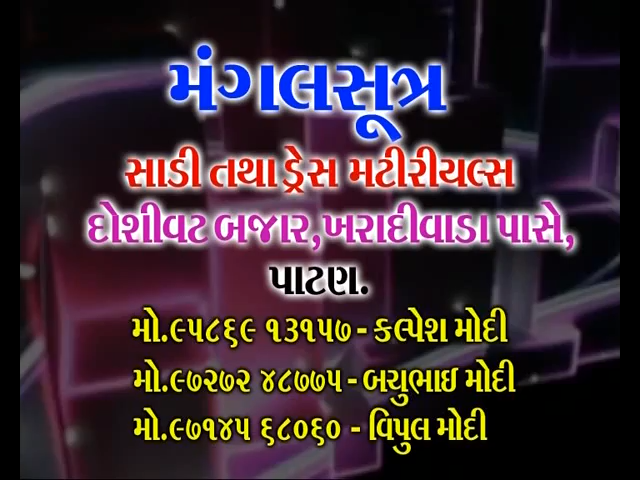 મંગલસૂત્ર
સાડી તથા ડ્રેસ મટીરીયલ્સ
દોશીવટ બજાર,ખરાદીવાડા પાસે,
પાટણ.
મો.૯૫૮૬૯ ૧૩૧૫૭ - કલ્પેશ મોદી
મો.૯૭૨૭૨ ૪૮૭૭૫ - બચુભાઇ મોદી
મો.૯૭૧૪૫ ૬૮૦૬૦ - વિપુલ મોદી